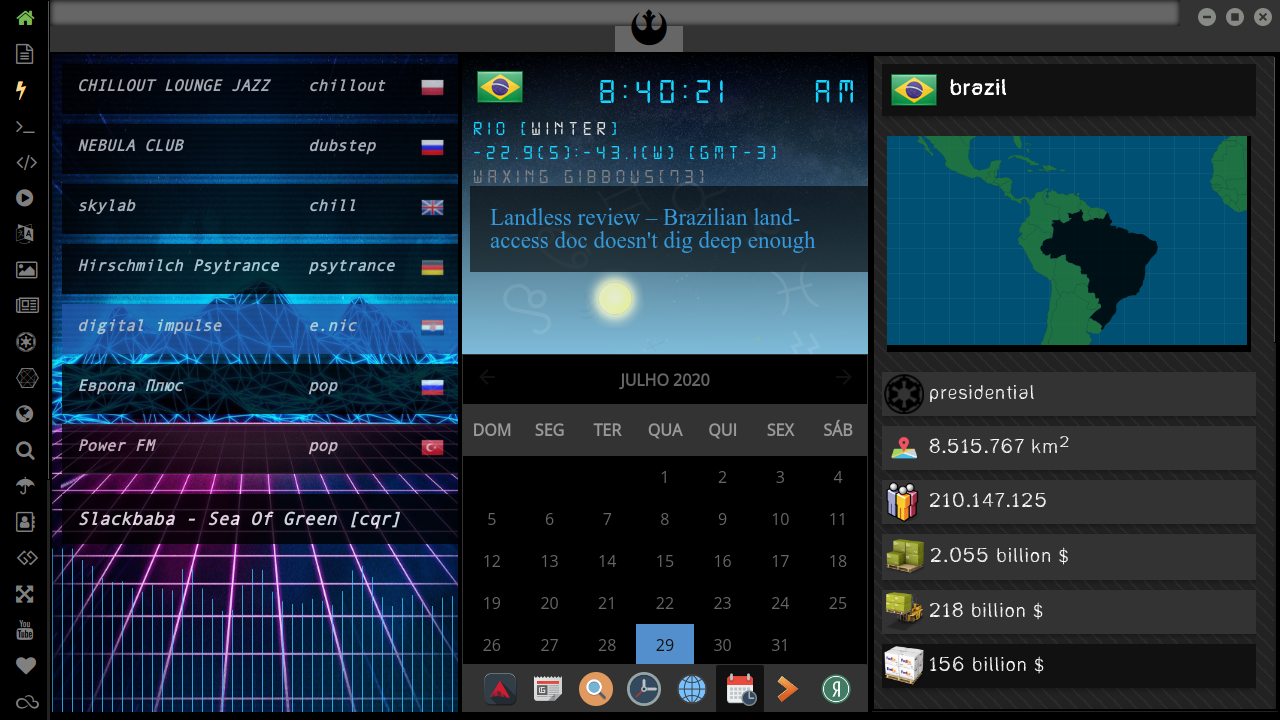 CHILLOUT LOUNGE JAZZ chillout
NEBULA CLUB dubstep
skylab chill
Hirschmilch Psytrance psytrance
digital impulse e.nic
Европа Плюс pop
Power FM pop
Slackbaba - Sea Of Green [cqr]
8:40:21 AM
RIO [WINTER]
-22.9(S):-43.1(W) [GMT-3]
WAXING GIBBOUS[73]
Landless review – Brazilian land-
access doc doesn't dig deep enough
JULHO 2020
DOM SEG TER QUA QUI SEX SÁB
1 2 3 4
5 6 7 8 9 10 11
12 13 14 15 16 17 18
19 20 21 22 23 24 25
26 27 28 29 30 31
brazil
presidential
8.515.767 km²
210.147.125
2.055 billion $
218 billion $
156 billion $
You
Tube
Я